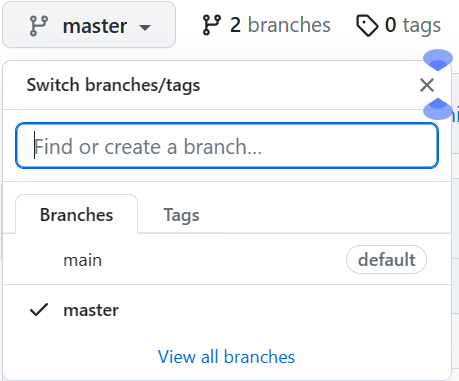 master 2 branches 0 tags
Switch branches/tags
Find or create a branch...
Branches Tags
main default
master
View all branches